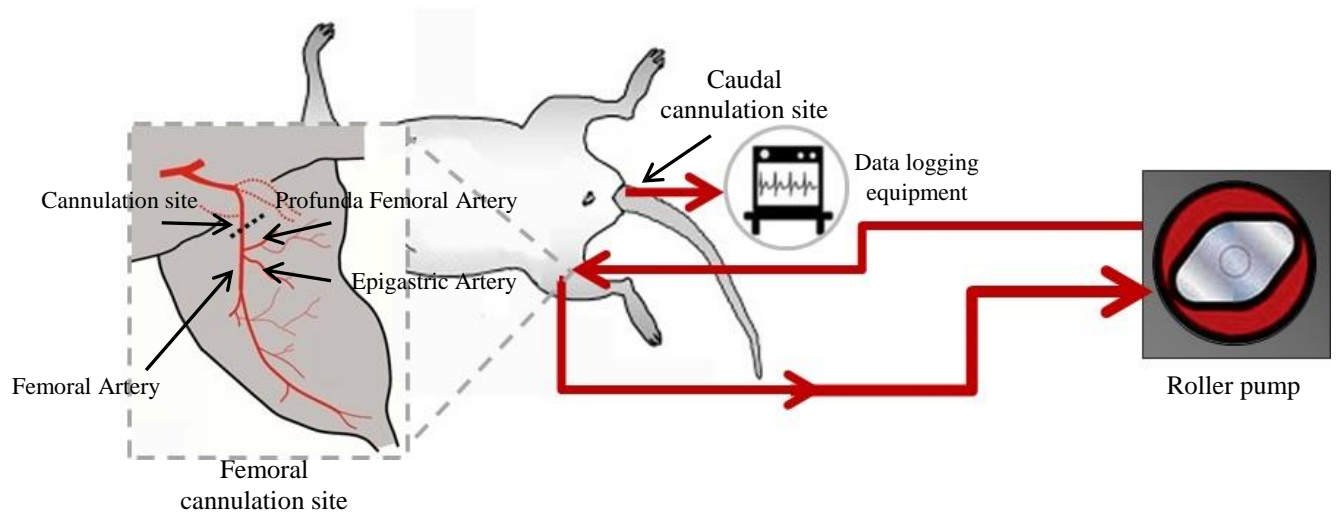 Caudal
cannulation site
Data logging
equipment
Cannulation site
Profunda Femoral Artery
Epigastric Artery
Femoral Artery
Femoral
cannulation site
Roller pump